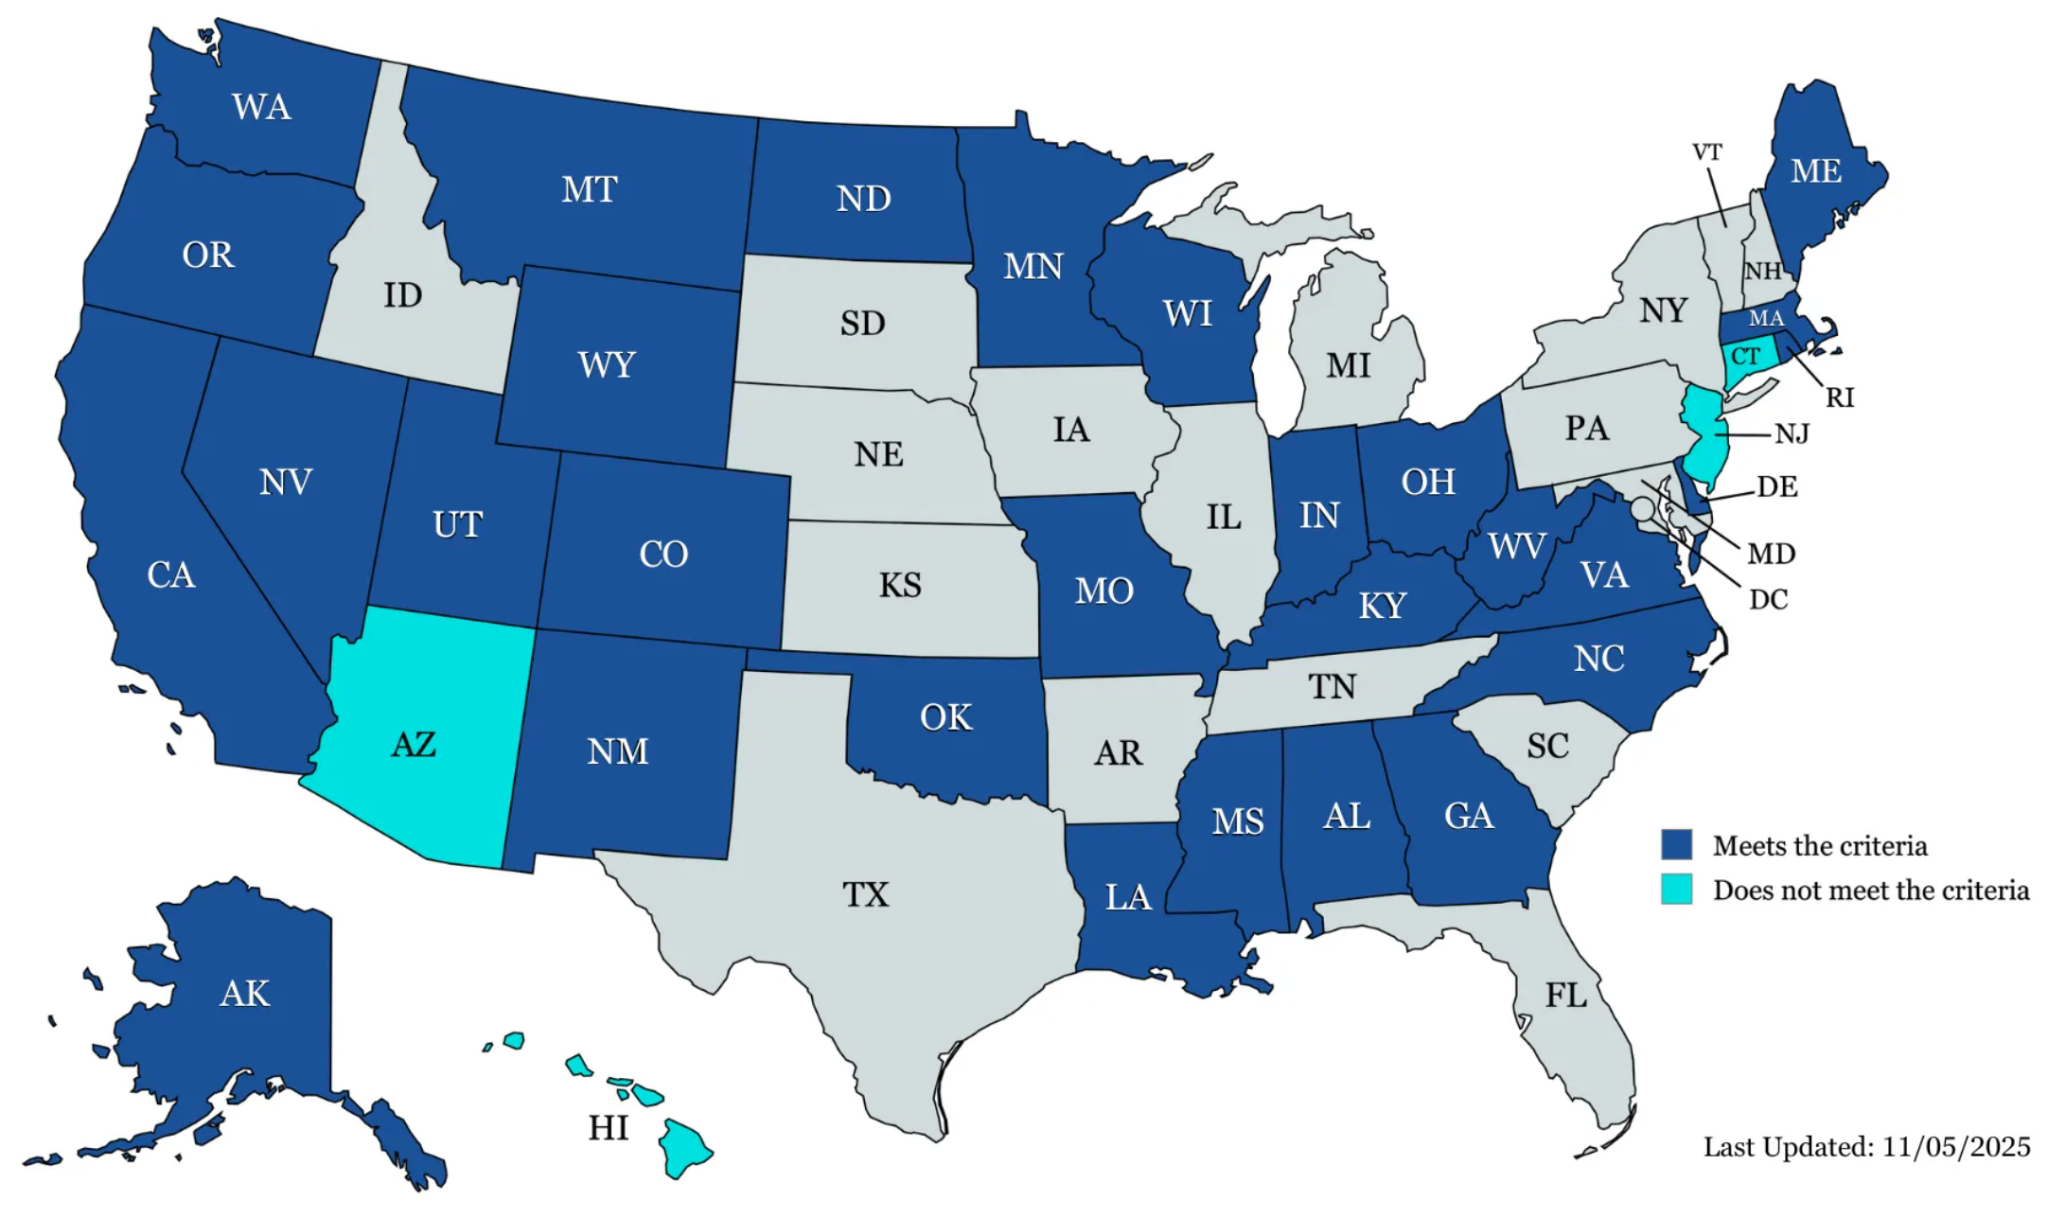 WA
MT
ND
MN
VT
ME
OR
ID
SD
WI
NH
NY
MA
WY
MI
CT
RI
NE
IA
PA
NJ
NV
UT
CO
KS
MO
IL
IN
OH
WV
VA
DE
MD
DC
CA
KY
NC
AZ
NM
OK
AR
TN
SC
MS
AL
GA
TX
LA
FL
AK
HI
Meets the criteria
Does not meet the criteria
Last Updated: 11/05/2025